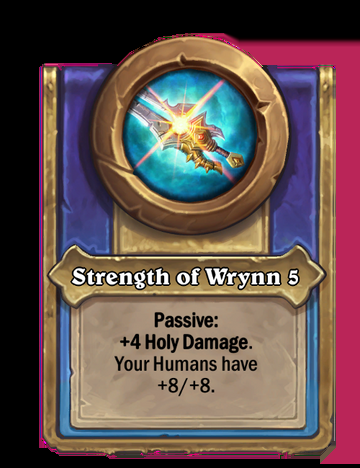 Strength of Wrynn 5
Passive:
+4 Holy Damage.
Your Humans have
+8/+8.